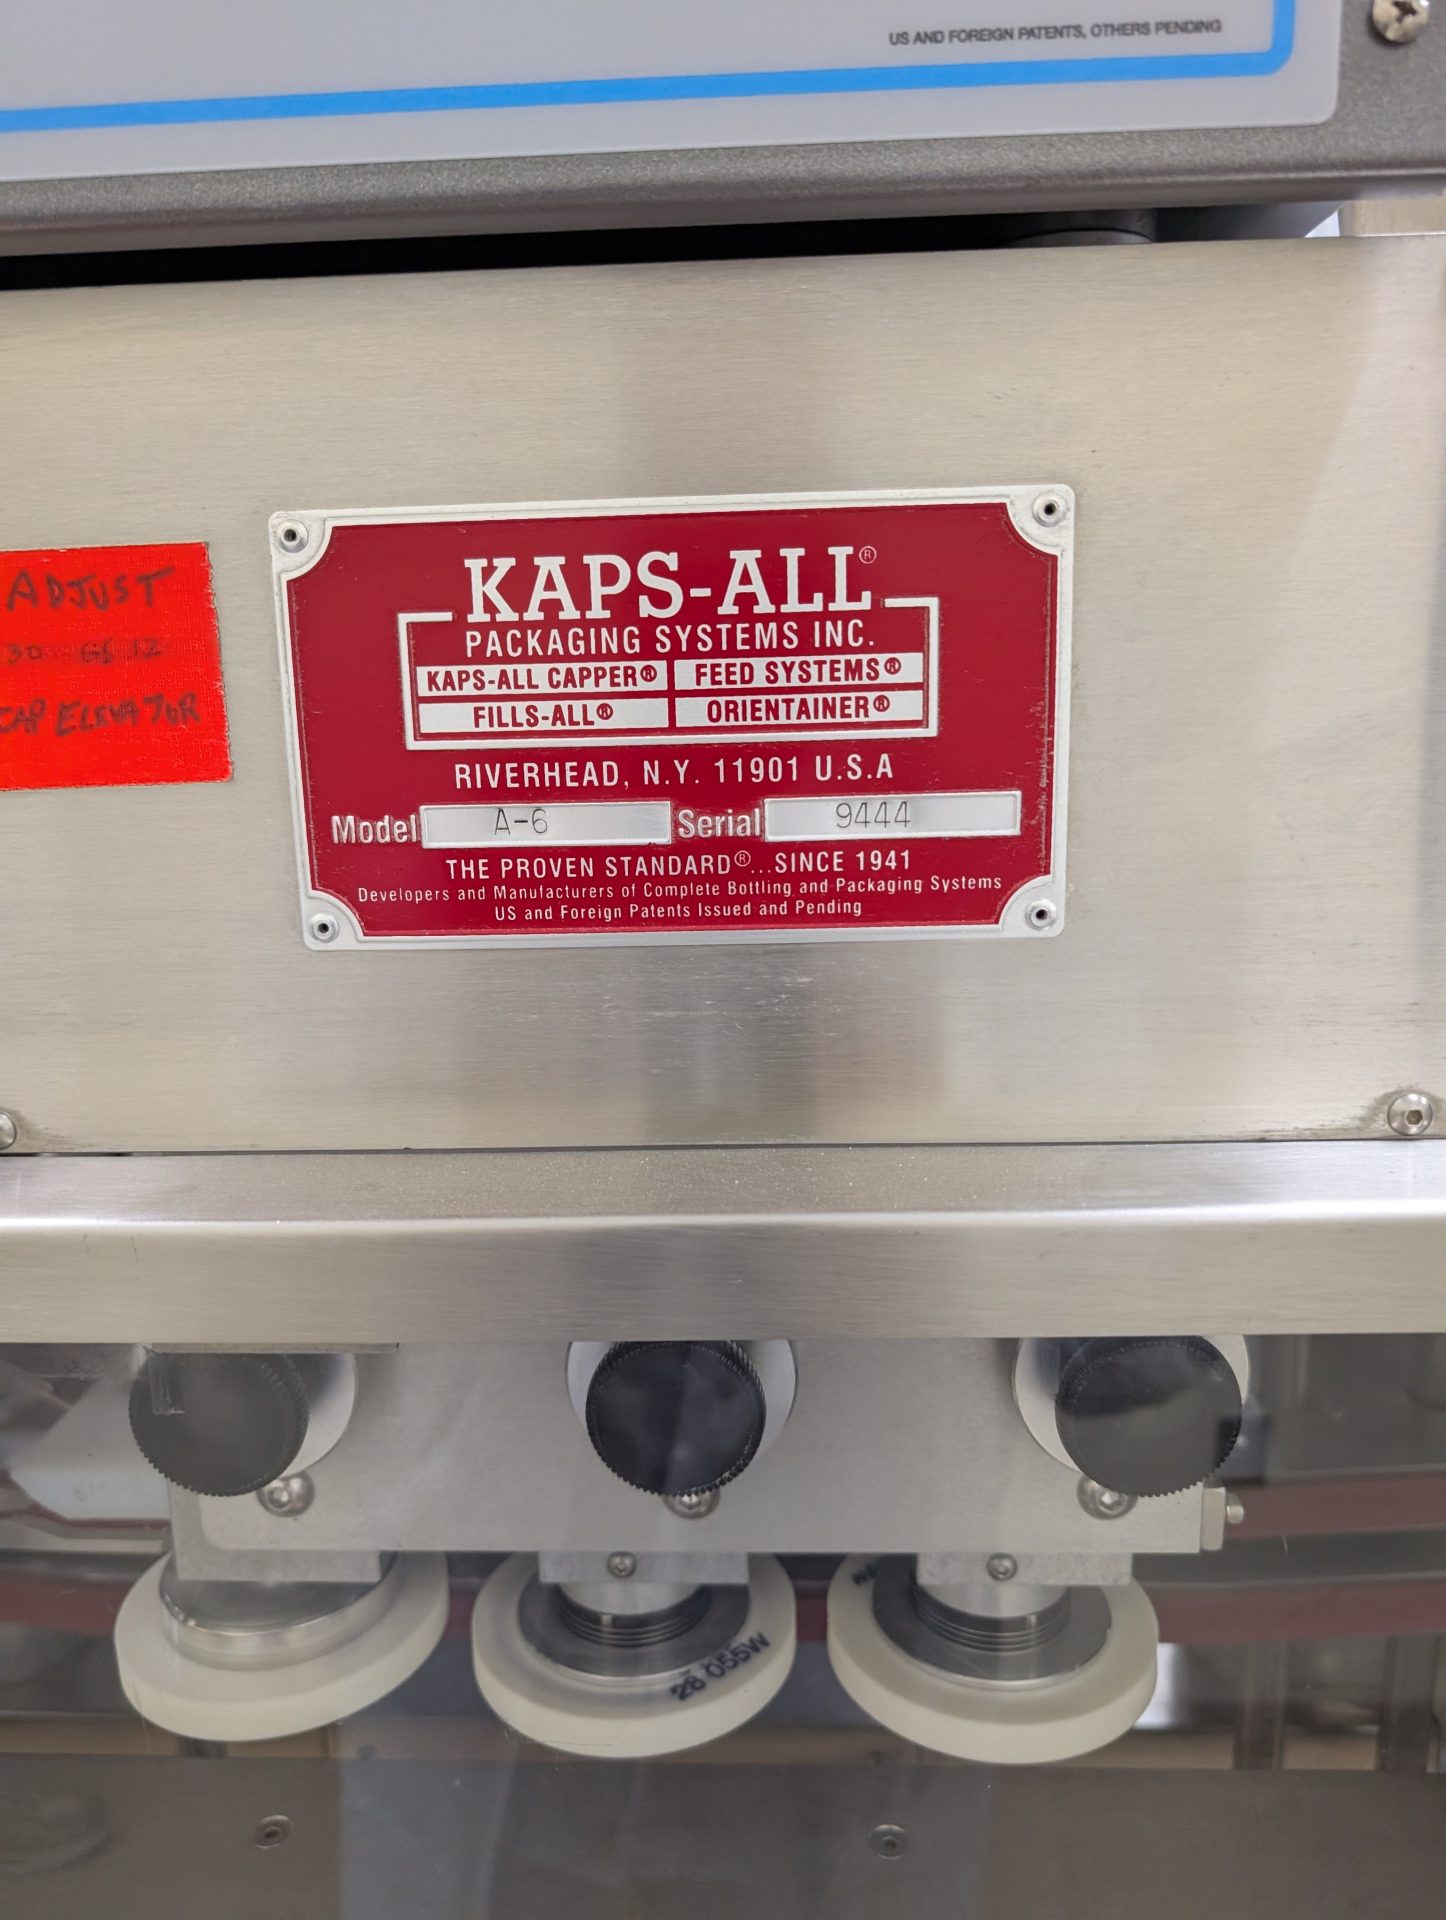 US AND FOREIGN PATENTS, OTHERS PENDING
ADJUST
CAP ELEVATOR
KAPS-ALL®
PACKAGING SYSTEMS INC.
KAPS-ALL CAPPER® FEED SYSTEMS®
FILLS-ALL® ORIENTAINER®
RIVERHEAD, N.Y. 11901 U.S.A
Model A-6 Serial 9444
THE PROVEN STANDARD®...SINCE 1941
Developers and Manufacturers of Complete Bottling and Packaging Systems
US and Foreign Patents Issued and Pending
28 055W